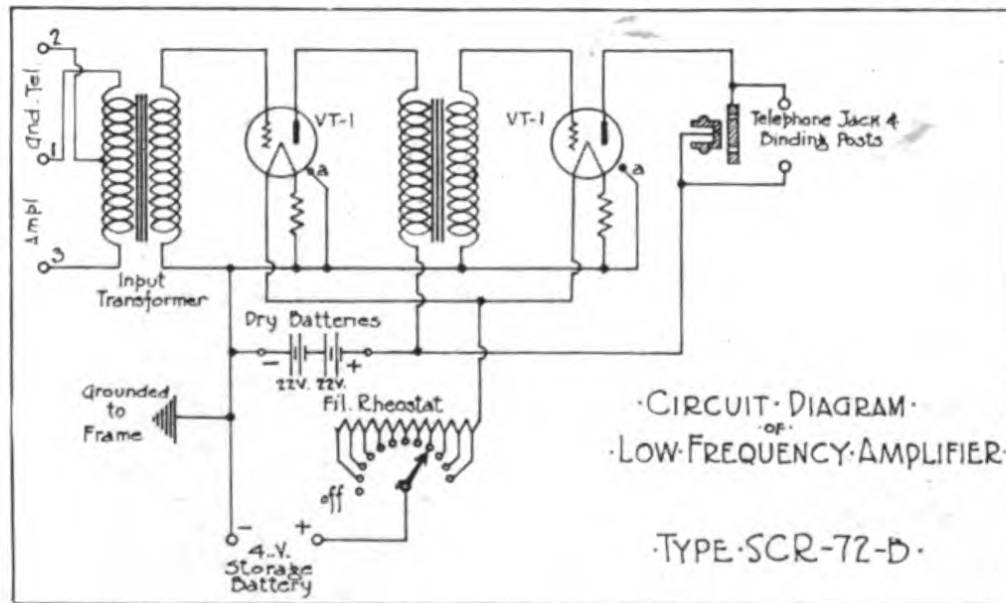 2
Gnd. Tel.
1
Ampl
3
Input
Transformer
VT-1
a
VT-1
a
Telephone Jack &
Binding Posts
Dry Batteries
- +
22V. 22V.
Grounded
to
Frame
Fil. Rheostat
off
- +
4..V.
Storage
Battery
·CIRCUIT·DIAGRAM·
·OF·
·LOW·FREQUENCY·AMPLIFIER·
·TYPE·SCR-72-B·